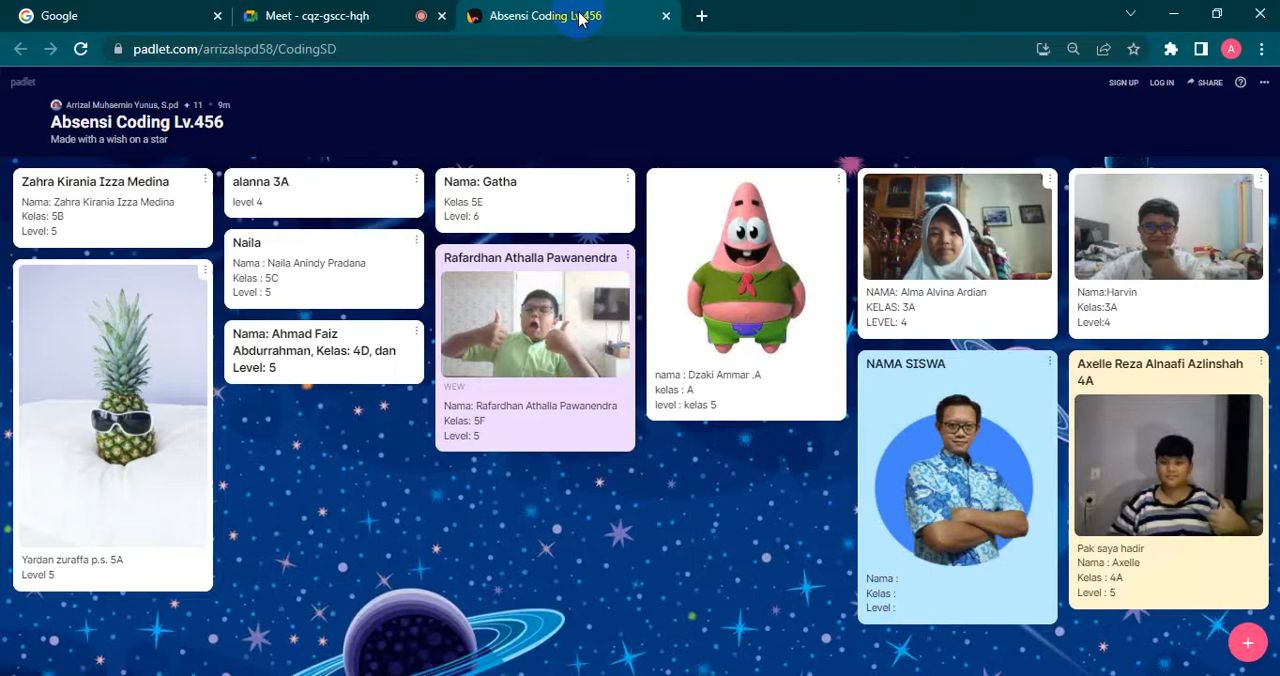 Google
Meet - cqz-gscc-hqh
Absensi Coding Lv.456
padlet.com/arrizalspd58/CodingSD
A
padlet
SIGN UP
LOG IN
SHARE
Arrizal Muhaemin Yunus, S.pd + 11 9m
Absensi Coding Lv.456
Made with a wish on a star
Zahra Kirania Izza Medina
Nama: Zahra Kirania Izza Medina
Kelas: 5B
Level: 5
Yardan zuraffa p.s. 5A
Level 5
alanna 3A
level 4
Naila
Nama : Naila Anindy Pradana
Kelas : 5C
Level : 5
Nama: Ahmad Faiz
Abdurrahman, Kelas: 4D, dan
Level: 5
Nama: Gatha
Kelas 5E
Level: 6
Rafardhan Athalla Pawanendra
WEW
Nama: Rafardhan Athalla Pawanendra
Kelas: 5F
Level: 5
nama : Dzaki Ammar .A
kelas : A
level : kelas 5
NAMA: Alma Alvina Ardian
KELAS: 3A
LEVEL: 4
NAMA SISWA
Nama :
Kelas :
Level :
Nama:Harvin
Kelas:3A
Level:4
Axelle Reza Alnaafi Azlinshah
4A
Pak saya hadir
Nama : Axelle
Kelas : 4A
Level : 5